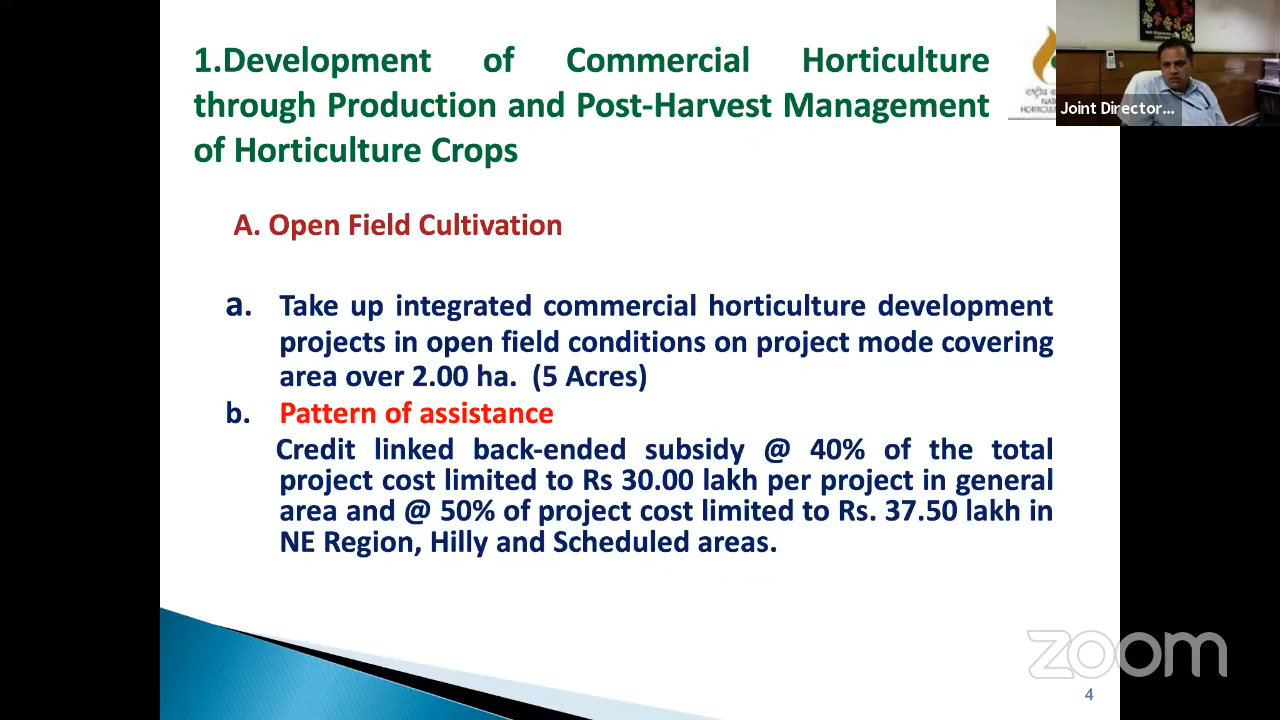 1.Development of Commercial Horticulture
through Production and Post-Harvest Management
of Horticulture Crops
राष्ट्रीय
NAT
HORTICUL
Joint Director...
A. Open Field Cultivation
a. Take up integrated commercial horticulture development
projects in open field conditions on project mode covering
area over 2.00 ha. (5 Acres)
b. Pattern of assistance
Credit linked back-ended subsidy @ 40% of the total
project cost limited to Rs 30.00 lakh per project in general
area and @ 50% of project cost limited to Rs. 37.50 lakh in
NE Region, Hilly and Scheduled areas.
zoom
4